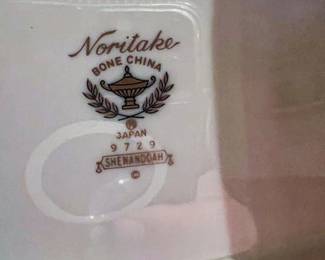 Noritake
BONE CHINA
®
JAPAN
9729
SHENANDOAH
©